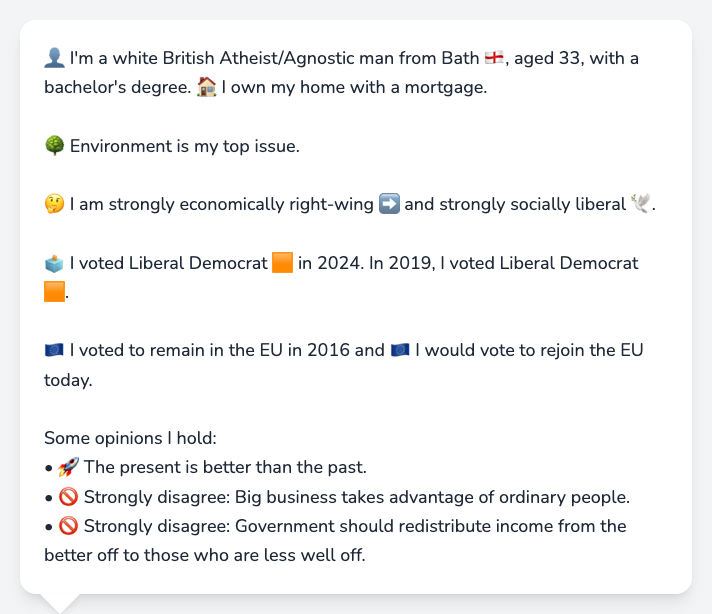 👤 I'm a white British Atheist/Agnostic man from Bath 🏴󠁧󠁢󠁥󠁮󠁧󠁿, aged 33, with a
bachelor's degree. 🏠 I own my home with a mortgage.
🌳 Environment is my top issue.
🤔 I am strongly economically right-wing ➡️ and strongly socially liberal 🕊️.
🗳️ I voted Liberal Democrat 🟧 in 2024. In 2019, I voted Liberal Democrat
🟧.
🇪🇺 I voted to remain in the EU in 2016 and 🇪🇺 I would vote to rejoin the EU
today.
Some opinions I hold:
• 🚀 The present is better than the past.
• 🚫 Strongly disagree: Big business takes advantage of ordinary people.
• 🚫 Strongly disagree: Government should redistribute income from the
better off to those who are less well off.